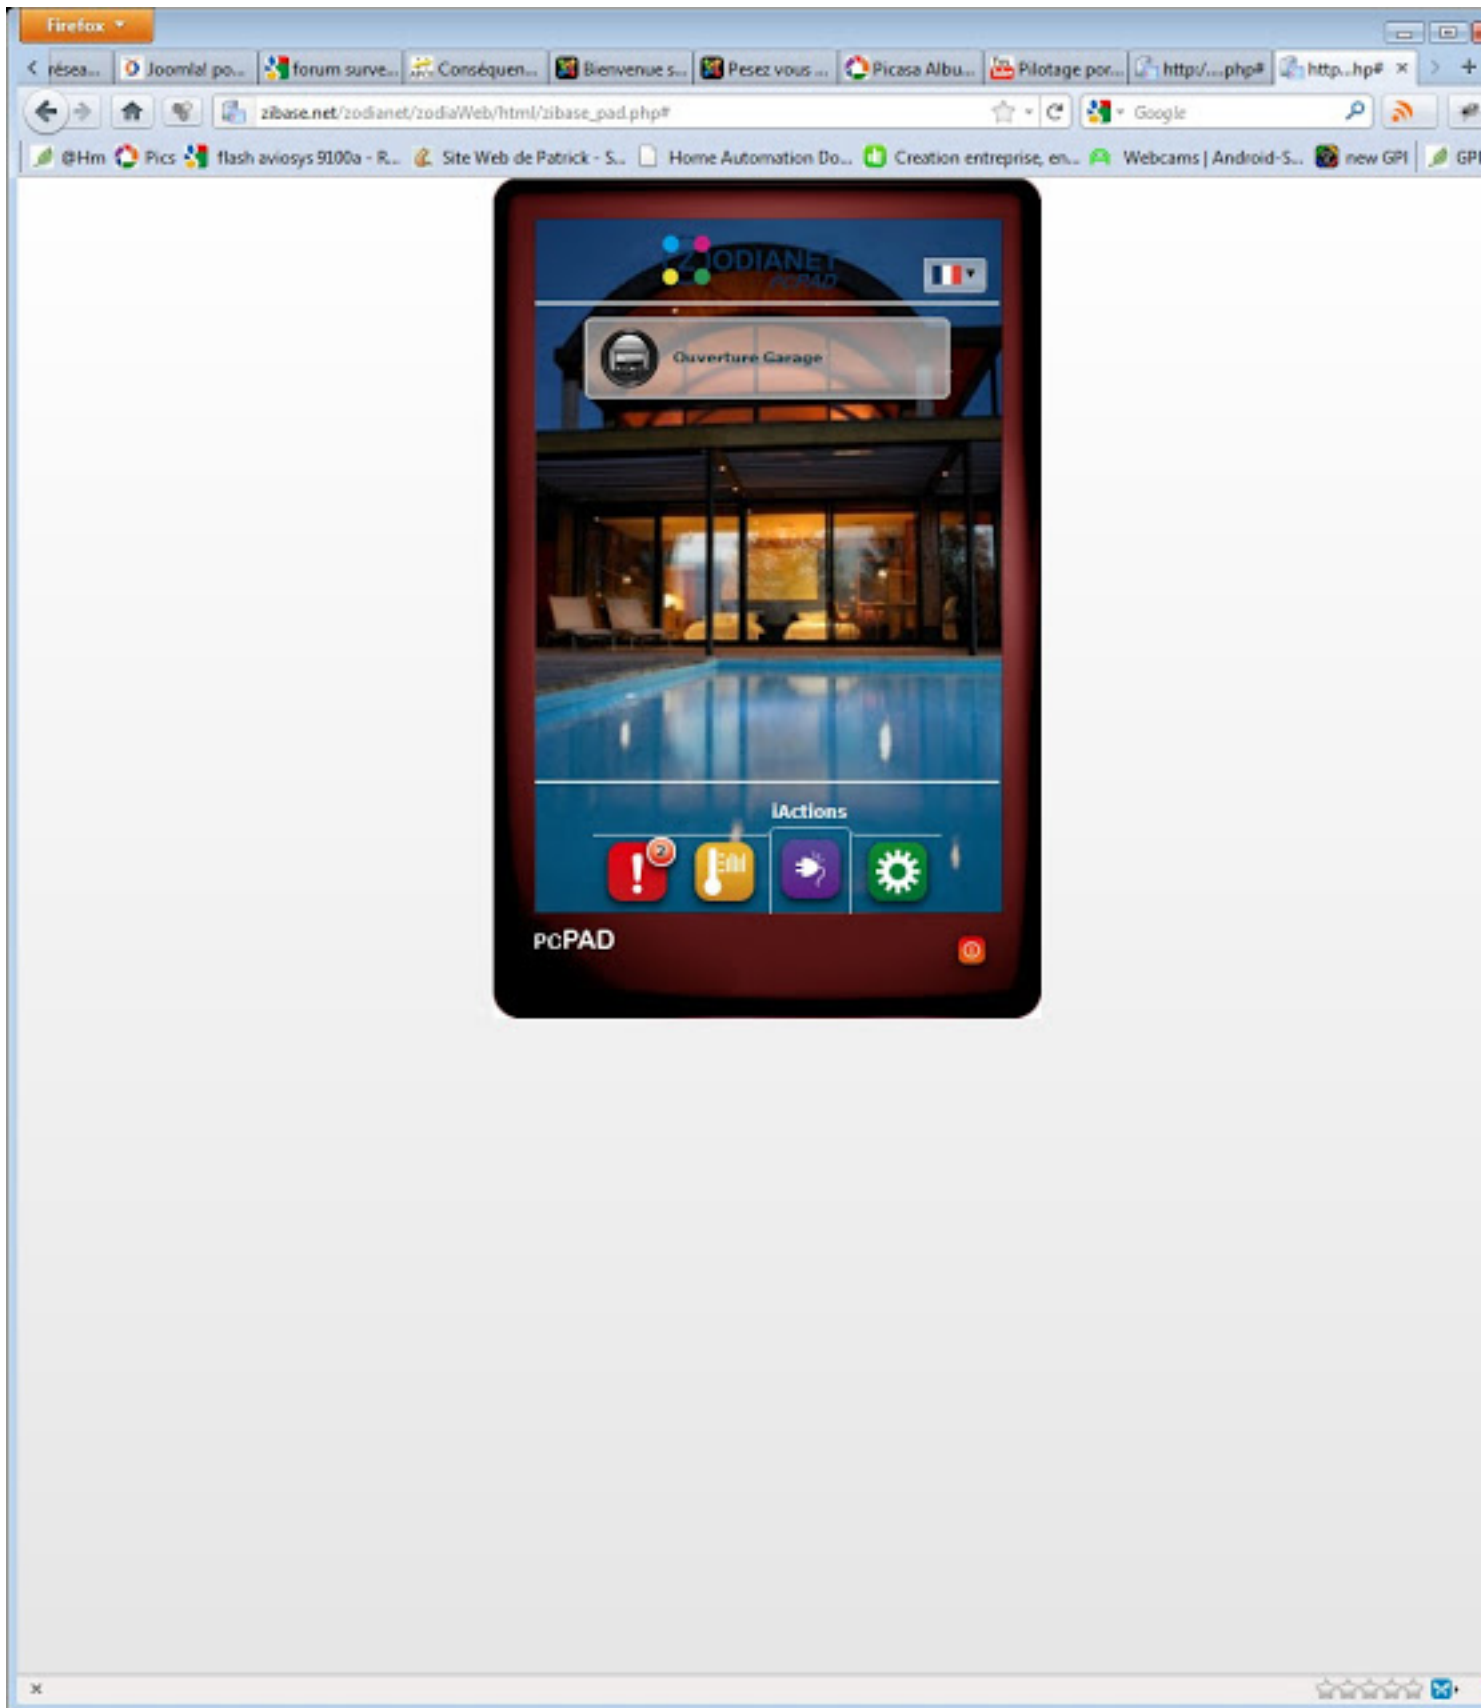 Firefox
résea... Joomla! po... forum surve... Conséquen... Bienvenue s... Pesez vous ... Picasa Albu... Pilotage por... http:/....php# http...hp#
zibase.net/zodianet/zodiaWeb/html/zibase_pad.php# Google
@Hm Pics flash aviosys 9100a - R... Site Web de Patrick - S... Home Automation Do... Creation entreprise, en... Webcams | Android-S... new GPI GPI
ZODIANET
PCPAD
Ouverture Garage
iActions
2
PCPAD